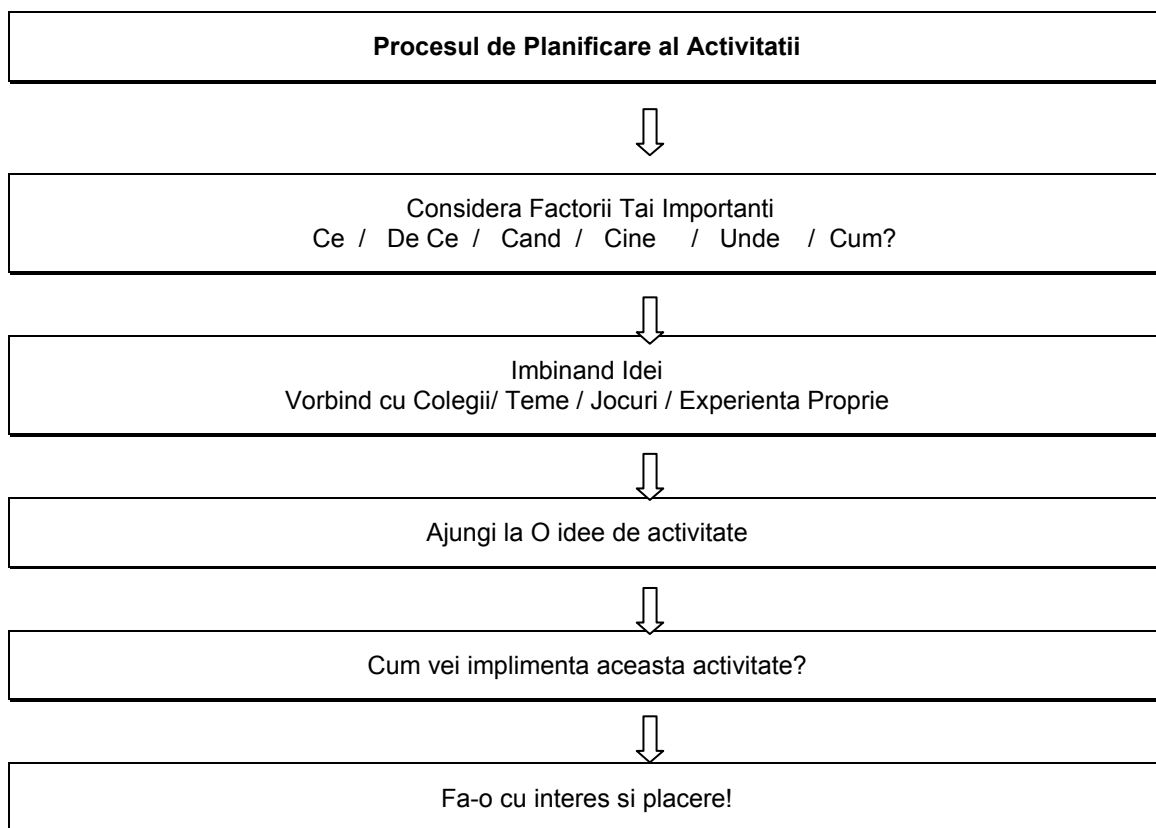 Procesul de Planificare al Activitatii
Considera Factorii Tai Importanti
Ce / De Ce / Cand / Cine / Unde / Cum?
Imbinand Idei
Vorbind cu Colegii/ Teme / Jocuri / Experienta Proprie
Ajungi la O idee de activitate
Cum vei implimenta aceasta activitate?
Fa-o cu interes si placere!